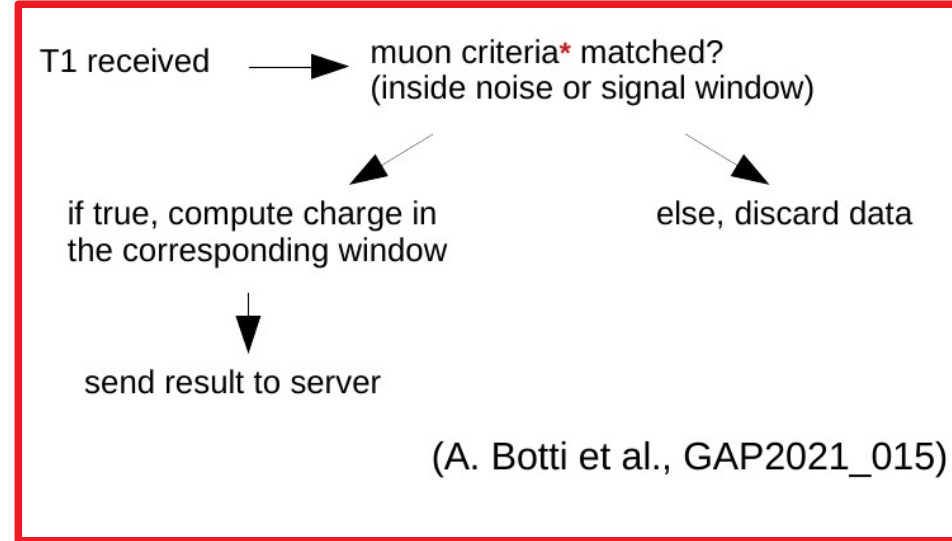 T1 received
muon criteria* matched?
(inside noise or signal window)
if true, compute charge in
the corresponding window
else, discard data
send result to server
(A. Botti et al., GAP2021_015)